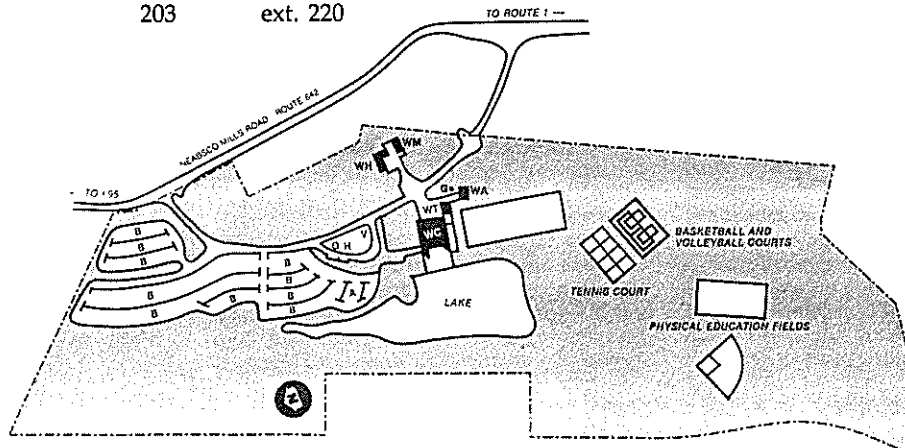 203 ext. 220
TO ROUTE 1
NEABSCO MILLS ROAD ROUTE 642
TO I-95
WM
WH
G
WA
WT
WC
V
H
BASKETBALL AND
VOLLEYBALL COURTS
TENNIS COURT
LAKE
PHYSICAL EDUCATION FIELDS
B
B
B
B
B
B
B
B
B
B
B
A
N